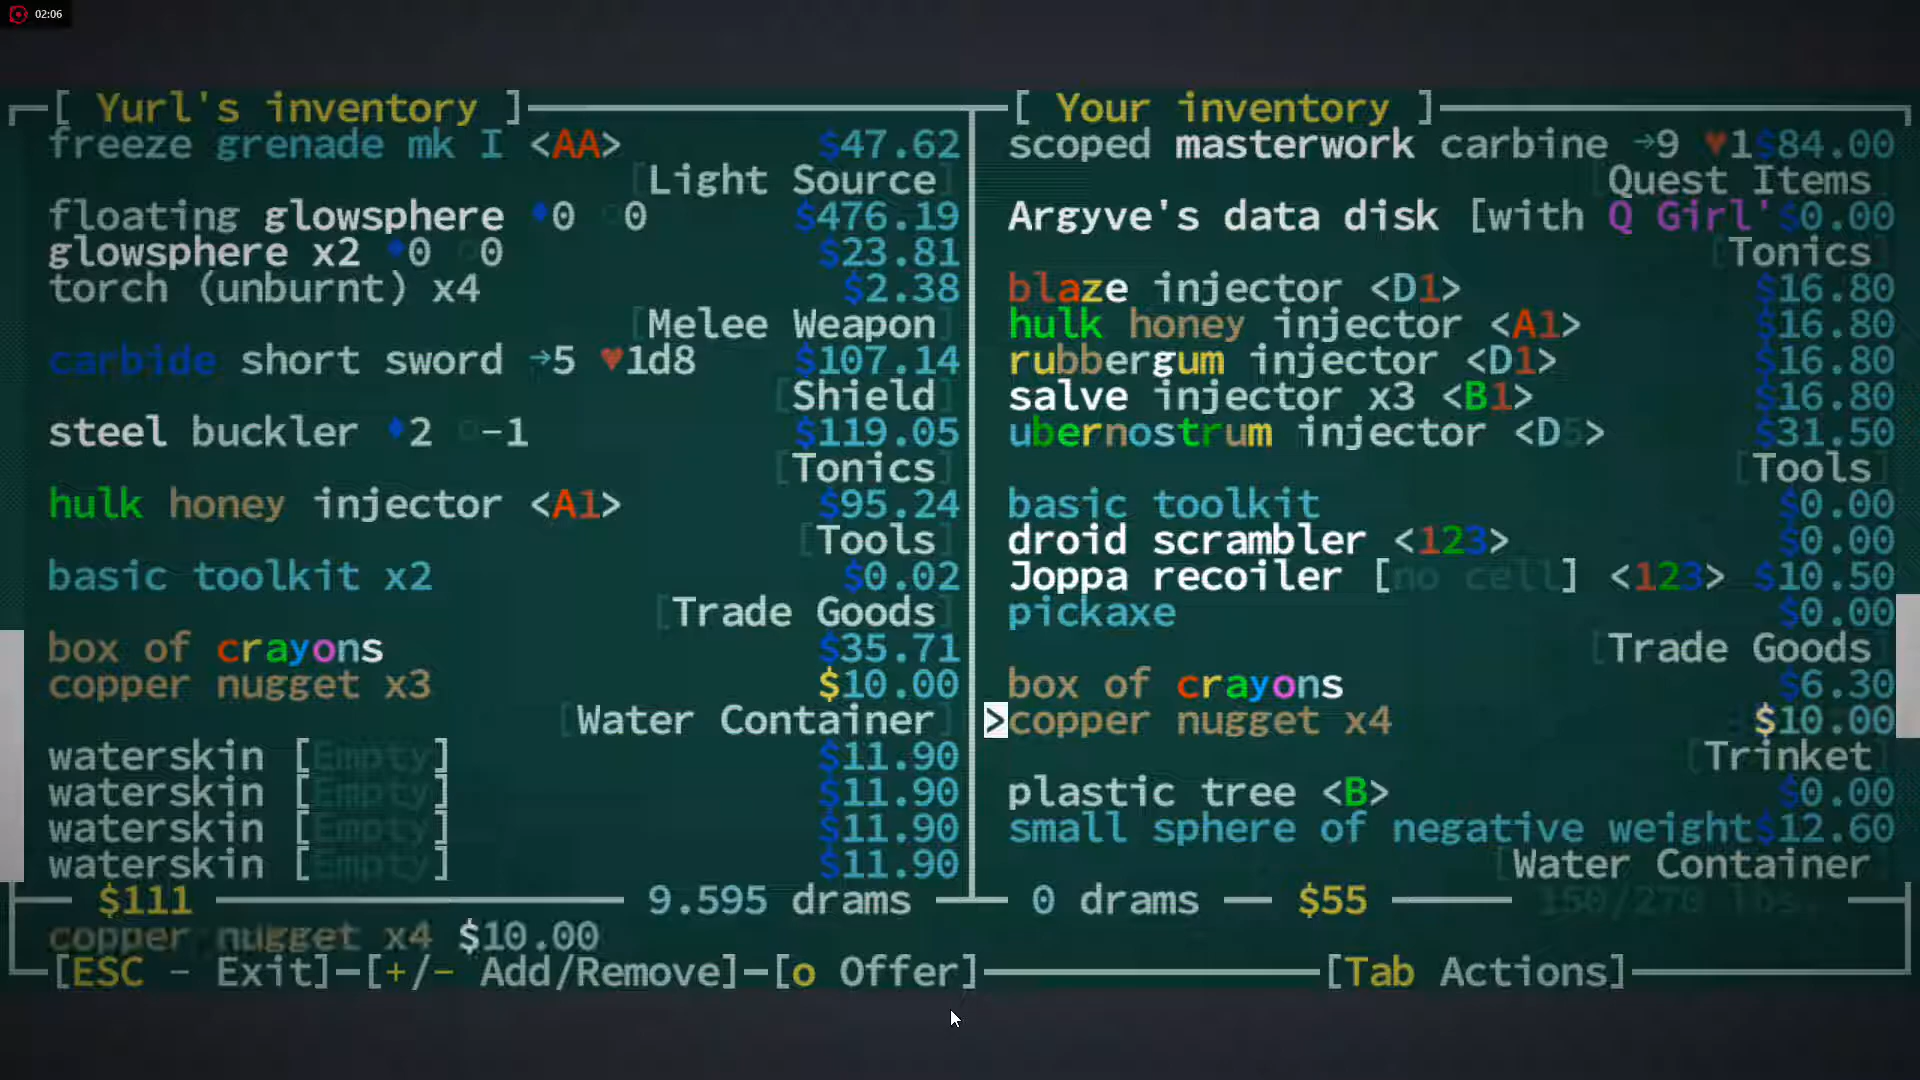 02:06
[ Yurl's inventory ]
freeze grenade mk I <AA> $47.62
[Light Source]
floating glowsphere ♦0 ○0 $476.19
glowsphere x2 ♦0 ○0 $23.81
torch (unburnt) x4 $2.38
[Melee Weapon]
carbide short sword →5 ♥1d8 $107.14
[Shield]
steel buckler ♦2 ○-1 $119.05
[Tonics]
hulk honey injector <A1> $95.24
[Tools]
basic toolkit x2 $0.02
[Trade Goods]
box of crayons $35.71
copper nugget x3 $10.00
[Water Container]
waterskin [Empty] $11.90
waterskin [Empty] $11.90
waterskin [Empty] $11.90
waterskin [Empty] $11.90
$111 9.595 drams
[ Your inventory ]
scoped masterwork carbine →9 ♥1$84.00
[Quest Items]
Argyve's data disk [with Q Girl'$0.00
[Tonics]
blaze injector <D1> $16.80
hulk honey injector <A1> $16.80
rubbergum injector <D1> $16.80
salve injector x3 <B1> $16.80
ubernostrum injector <D5> $31.50
[Tools]
basic toolkit $0.00
droid scrambler <123> $0.00
Joppa recoiler [no cell] <123> $10.50
pickaxe $0.00
[Trade Goods]
box of crayons $6.30
>copper nugget x4 $10.00
[Trinket]
plastic tree <B> $0.00
small sphere of negative weight$12.60
[Water Container]
0 drams $55 150/270 lbs.
copper nugget x4 $10.00
[ESC - Exit]-[+/- Add/Remove]-[o Offer] [Tab Actions]